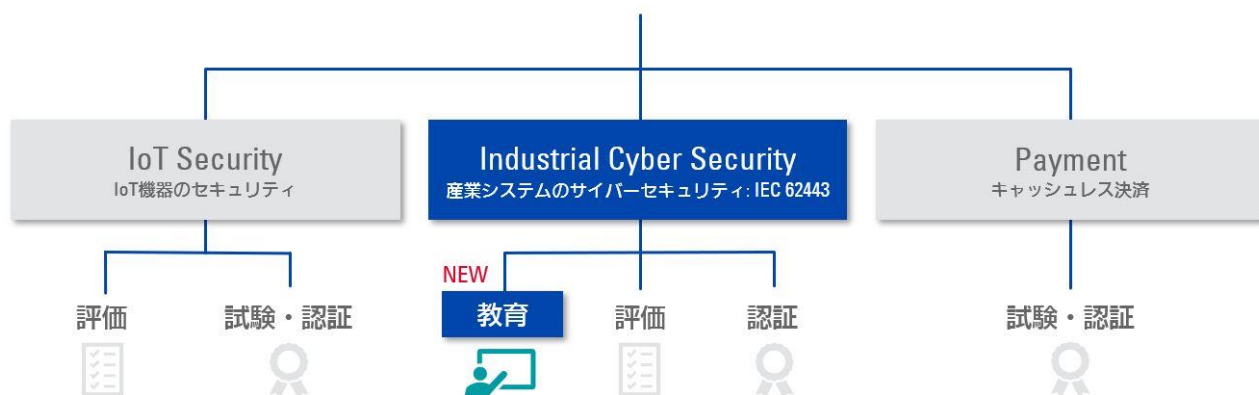 IoT Security
IoT機器のセキュリティ
Industrial Cyber Security
産業システムのサイバーセキュリティ: IEC 62443
Payment
キャッシュレス決済
NEW
評価
試験・認証
教育
評価
認証
試験・認証